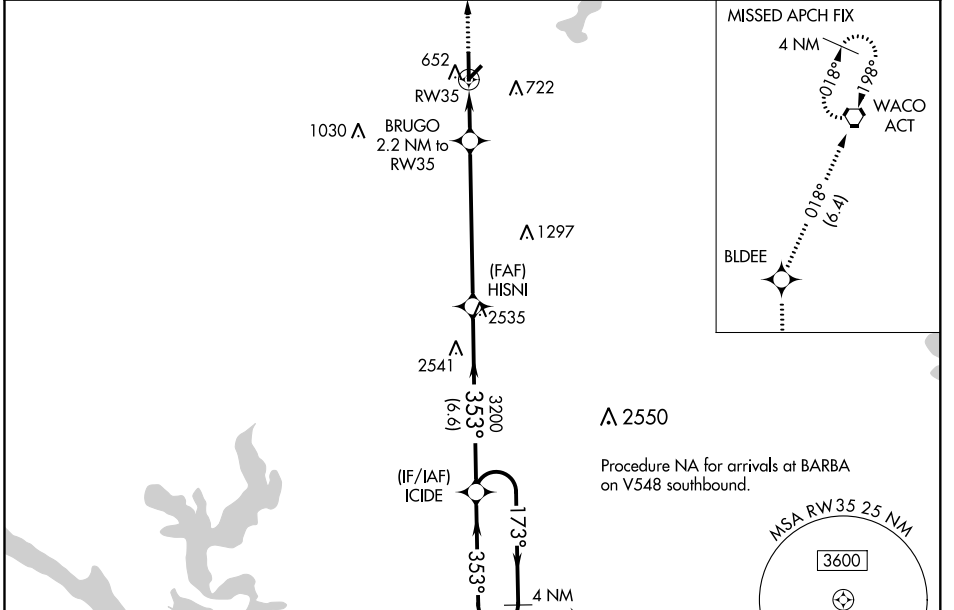 MISSED APCH FIX
4 NM
018°
198°
WACO
ACT
018°
(6.4)
BLDEE
652
RW35
722
1030
BRUGO
2.2 NM to
RW35
1297
(FAF)
HISNI
2535
2541
3200
353°
(6.6)
2550
Procedure NA for arrivals at BARBA
on V548 southbound.
(IF/IAF)
ICIDE
173°
353°
4 NM
MSA RW35 25 NM
3600